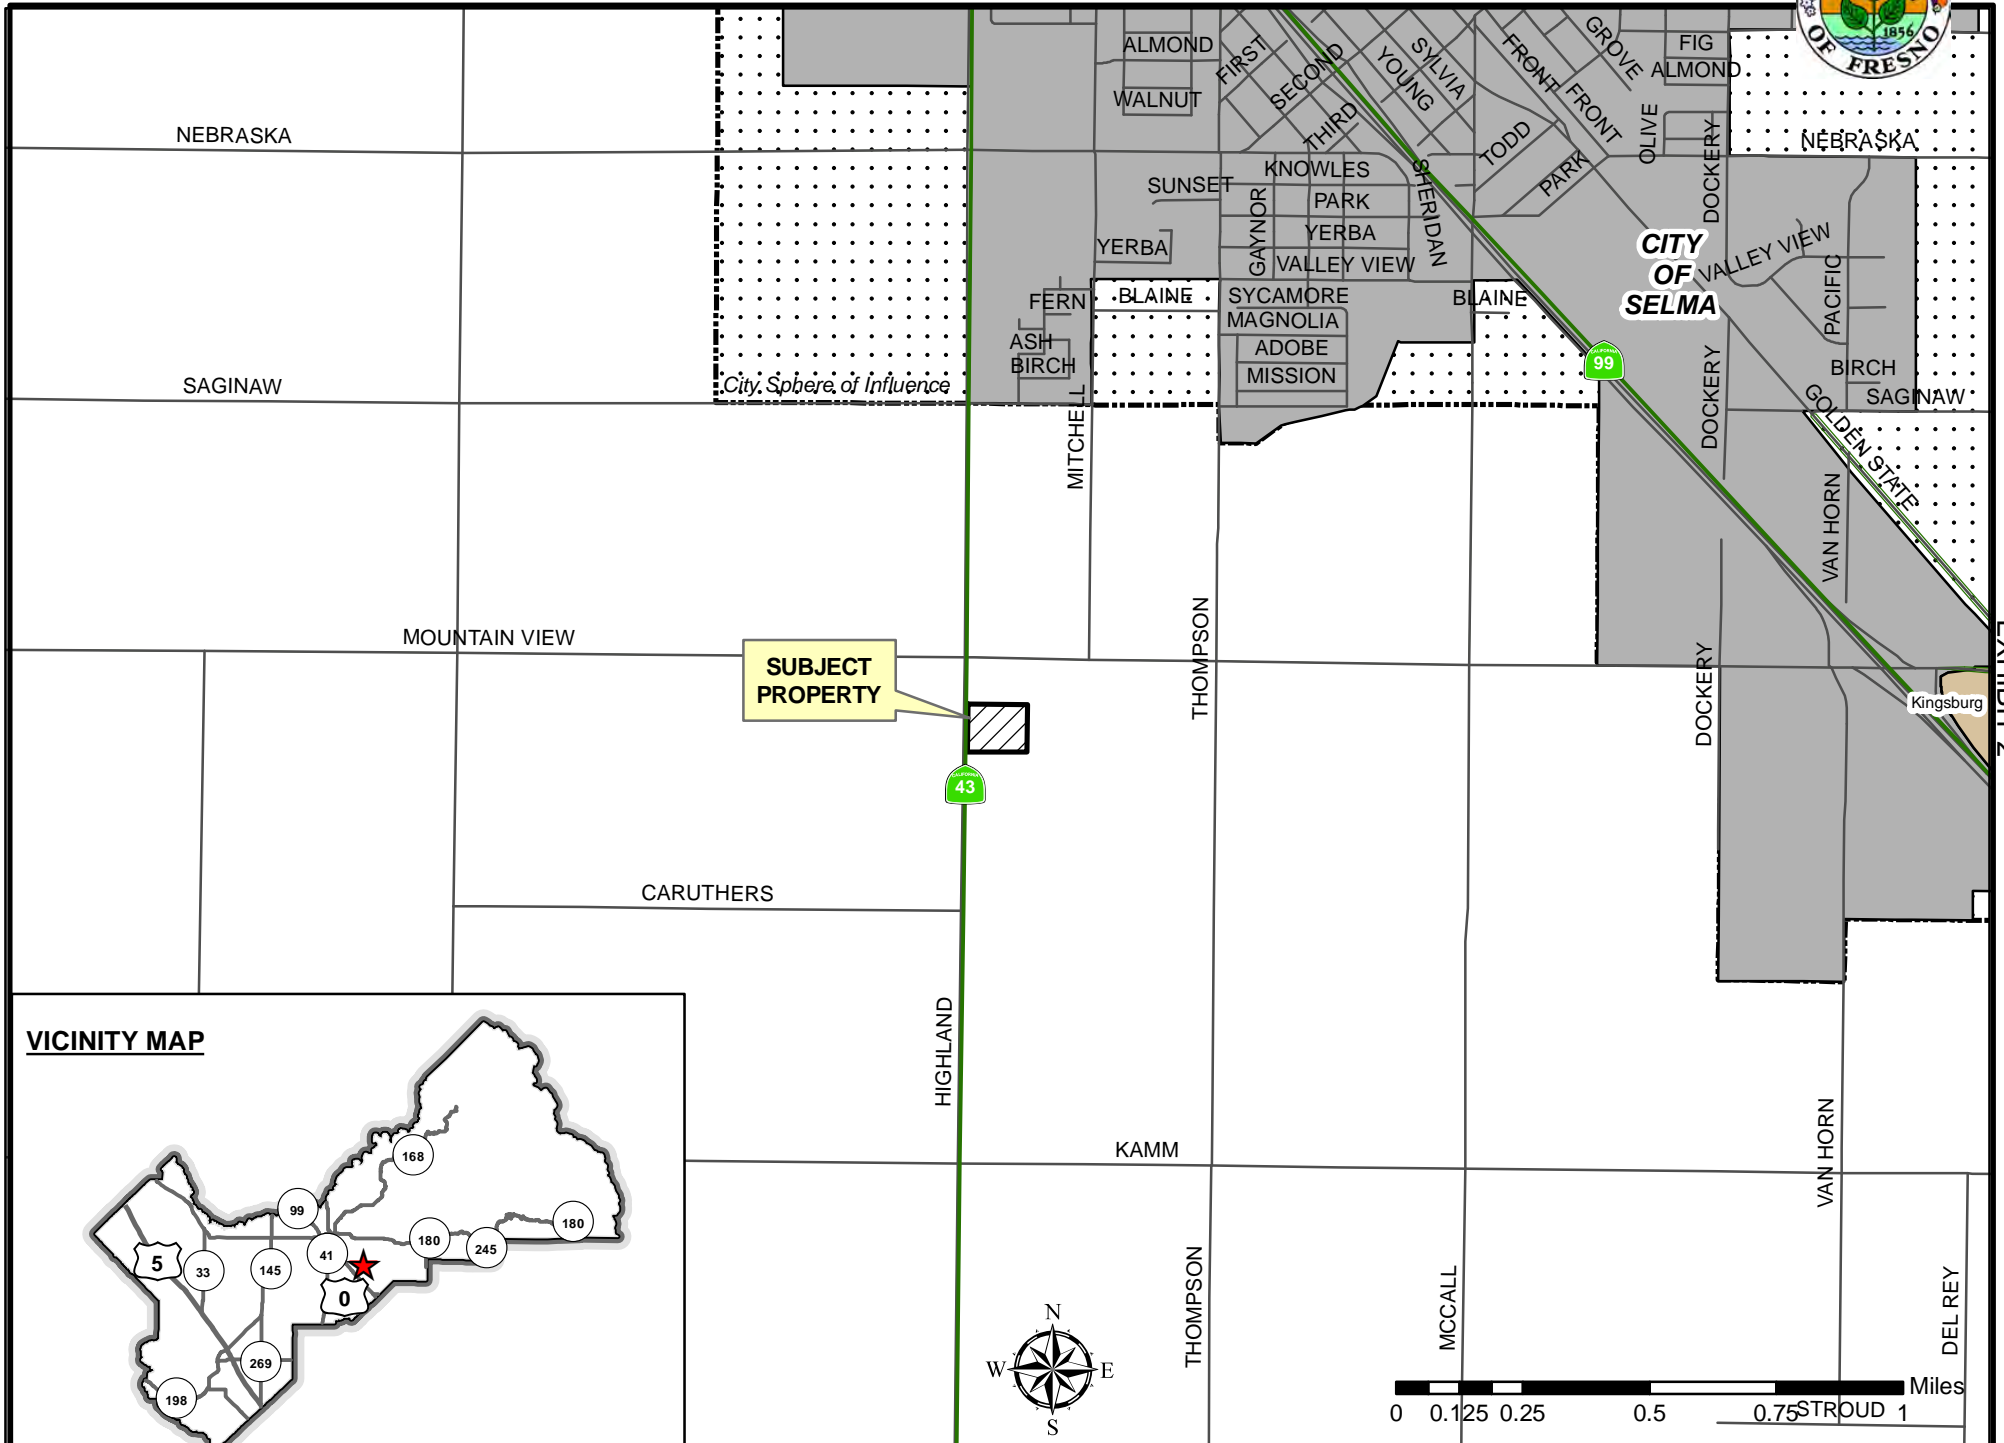 1856
OF FRESNO
ALMOND
WALNUT
FIRST
SECOND
THIRD
YOUNG
SYLVIA
FRONT
FRONT
GROVE
FIG
ALMOND
NEBRASKA
NEBRASKA
OLIVE
DOCKERY
TODD
PARK
SHERIDAN
KNOWLES
SUNSET
PARK
GAYNOR
YERBA
YERBA
VALLEY VIEW
CITY
OF
SELMA
VALLEY VIEW
PACIFIC
FERN
BLAINE
SYCAMORE
BLAINE
MAGNOLIA
ASH
ADOBE
BIRCH
MISSION
CALIFORNIA
99
DOCKERY
BIRCH
SAGINAW
City Sphere of Influence
SAGINAW
MITCHELL
GOLDEN STATE
VAN HORN
MOUNTAIN VIEW
THOMPSON
SUBJECT
PROPERTY
DOCKERY
Kingsburg
CALIFORNIA
43
CARUTHERS
HIGHLAND
KAMM
VAN HORN
THOMPSON
MCCALL
DEL REY
VICINITY MAP
168
99
180
180
245
41
5
33
145
0
269
198
N
W
E
S
Miles
0 0.125 0.25 0.5 0.75 1
STROUD